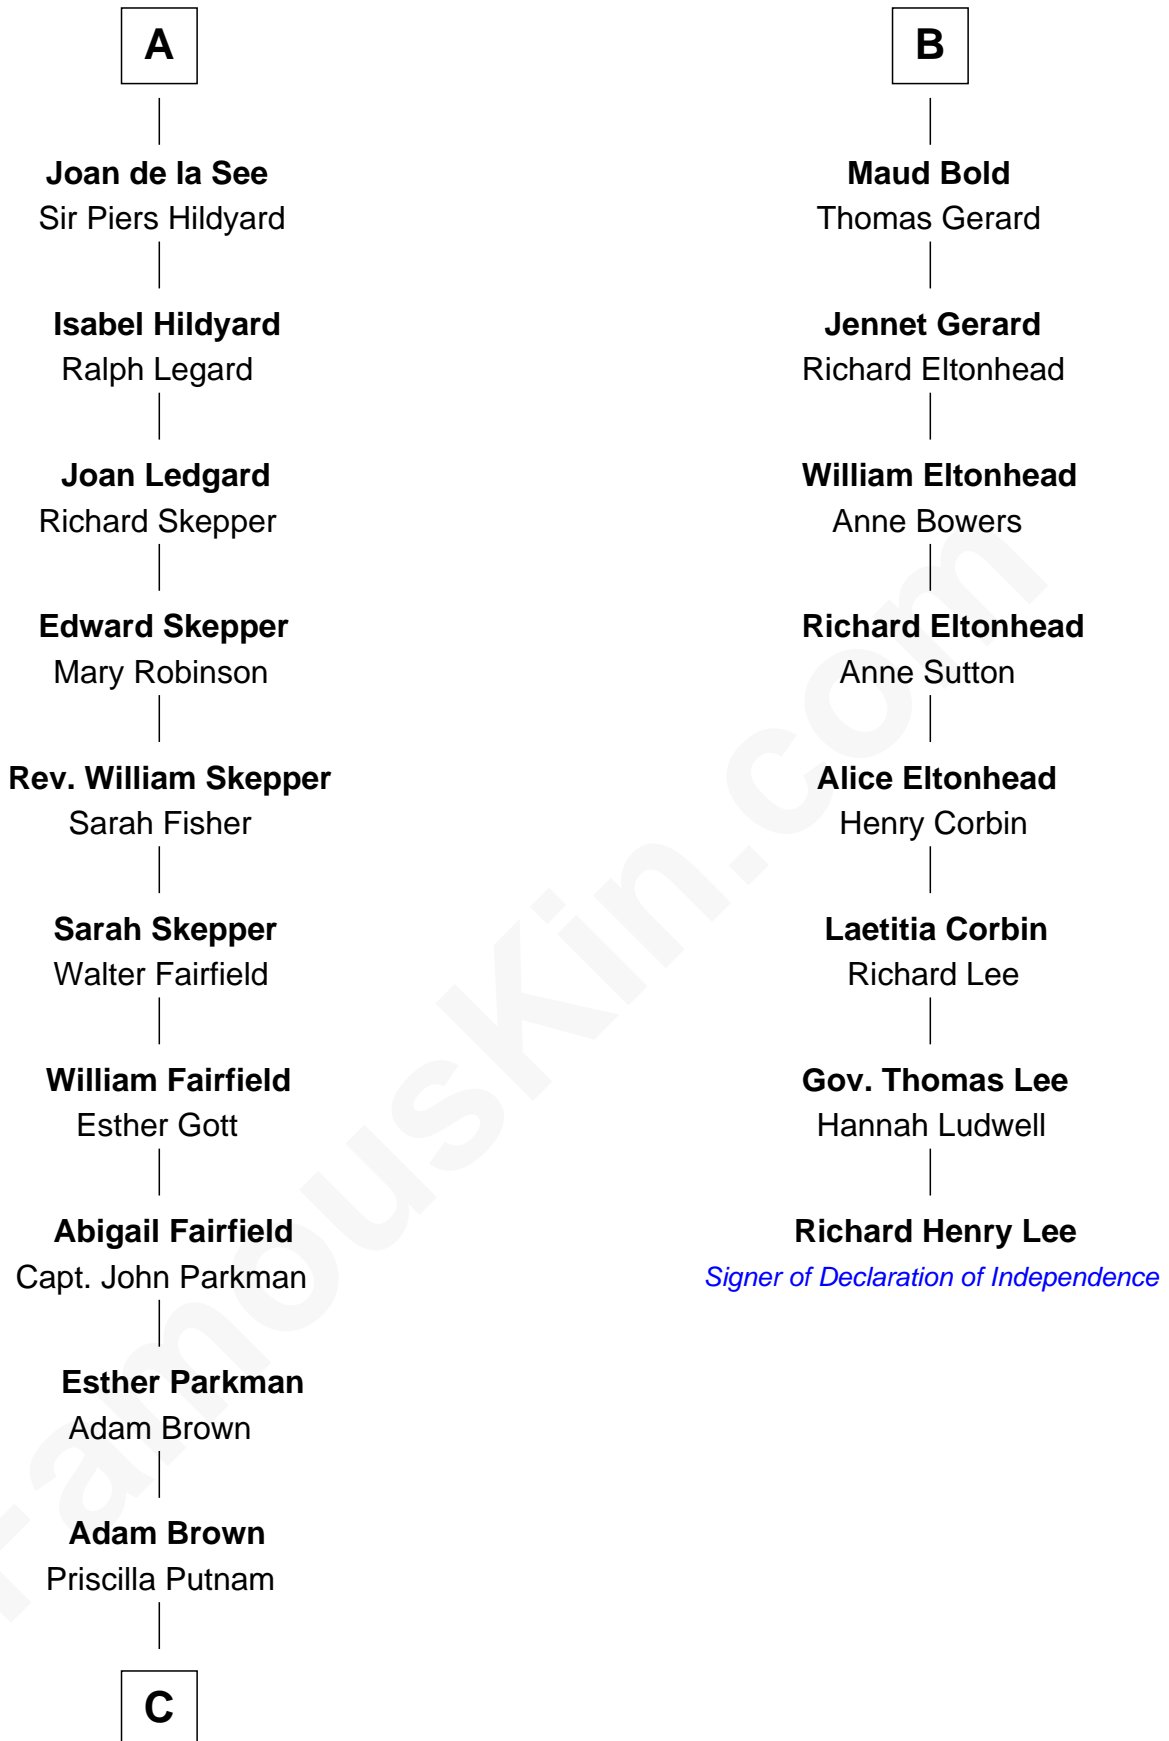 A
Joan de la See
Sir Piers Hildyard
Isabel Hildyard
Ralph Legard
Joan Ledgard
Richard Skepper
Edward Skepper
Mary Robinson
Rev. William Skepper
Sarah Fisher
Sarah Skepper
Walter Fairfield
William Fairfield
Esther Gott
Abigail Fairfield
Capt. John Parkman
Esther Parkman
Adam Brown
Adam Brown
Priscilla Putnam
C
B
Maud Bold
Thomas Gerard
Jennet Gerard
Richard Eltonhead
William Eltonhead
Anne Bowers
Richard Eltonhead
Anne Sutton
Alice Eltonhead
Henry Corbin
Laetitia Corbin
Richard Lee
Gov. Thomas Lee
Hannah Ludwell
Richard Henry Lee
Signer of Declaration of Independence
FamousKin.com